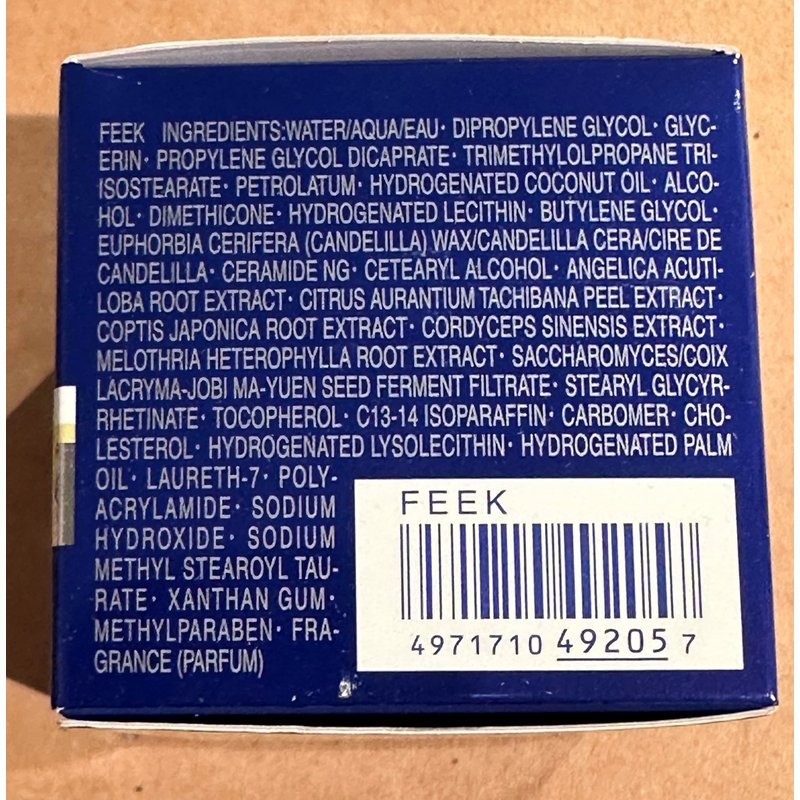 FEEK INGREDIENTS:WATER/AQUA/EAU· DIPROPYLENE GLYCOL· GLYC-
ERIN· PROPYLENE GLYCOL DICAPRATE· TRIMETHYLOLPROPANE TRI-
ISOSTEARATE· PETROLATUM· HYDROGENATED COCONUT OIL· ALCO-
HOL· DIMETHICONE· HYDROGENATED LECITHIN· BUTYLENE GLYCOL·
EUPHORBIA CERIFERA (CANDELILLA) WAX/CANDELILLA CERA/CIRE DE
CANDELILLA· CERAMIDE NG· CETEARYL ALCOHOL· ANGELICA ACUTI-
LOBA ROOT EXTRACT· CITRUS AURANTIUM TACHIBANA PEEL EXTRACT·
COPTIS JAPONICA ROOT EXTRACT· CORDYCEPS SINENSIS EXTRACT·
MELOTHRIA HETEROPHYLLA ROOT EXTRACT· SACCHAROMYCES/COIX
LACRYMA-JOBI MA-YUEN SEED FERMENT FILTRATE· STEARYL GLYCYR-
RHETINATE· TOCOPHEROL· C13-14 ISOPARAFFIN· CARBOMER· CHO-
LESTEROL· HYDROGENATED LYSOLECITHIN· HYDROGENATED PALM
OIL· LAURETH-7· POLY-
ACRYLAMIDE· SODIUM
HYDROXIDE· SODIUM
METHYL STEAROYL TAU-
RATE· XANTHAN GUM·
METHYLPARABEN· FRA-
GRANCE (PARFUM)
FEEK
4971710 49205 7